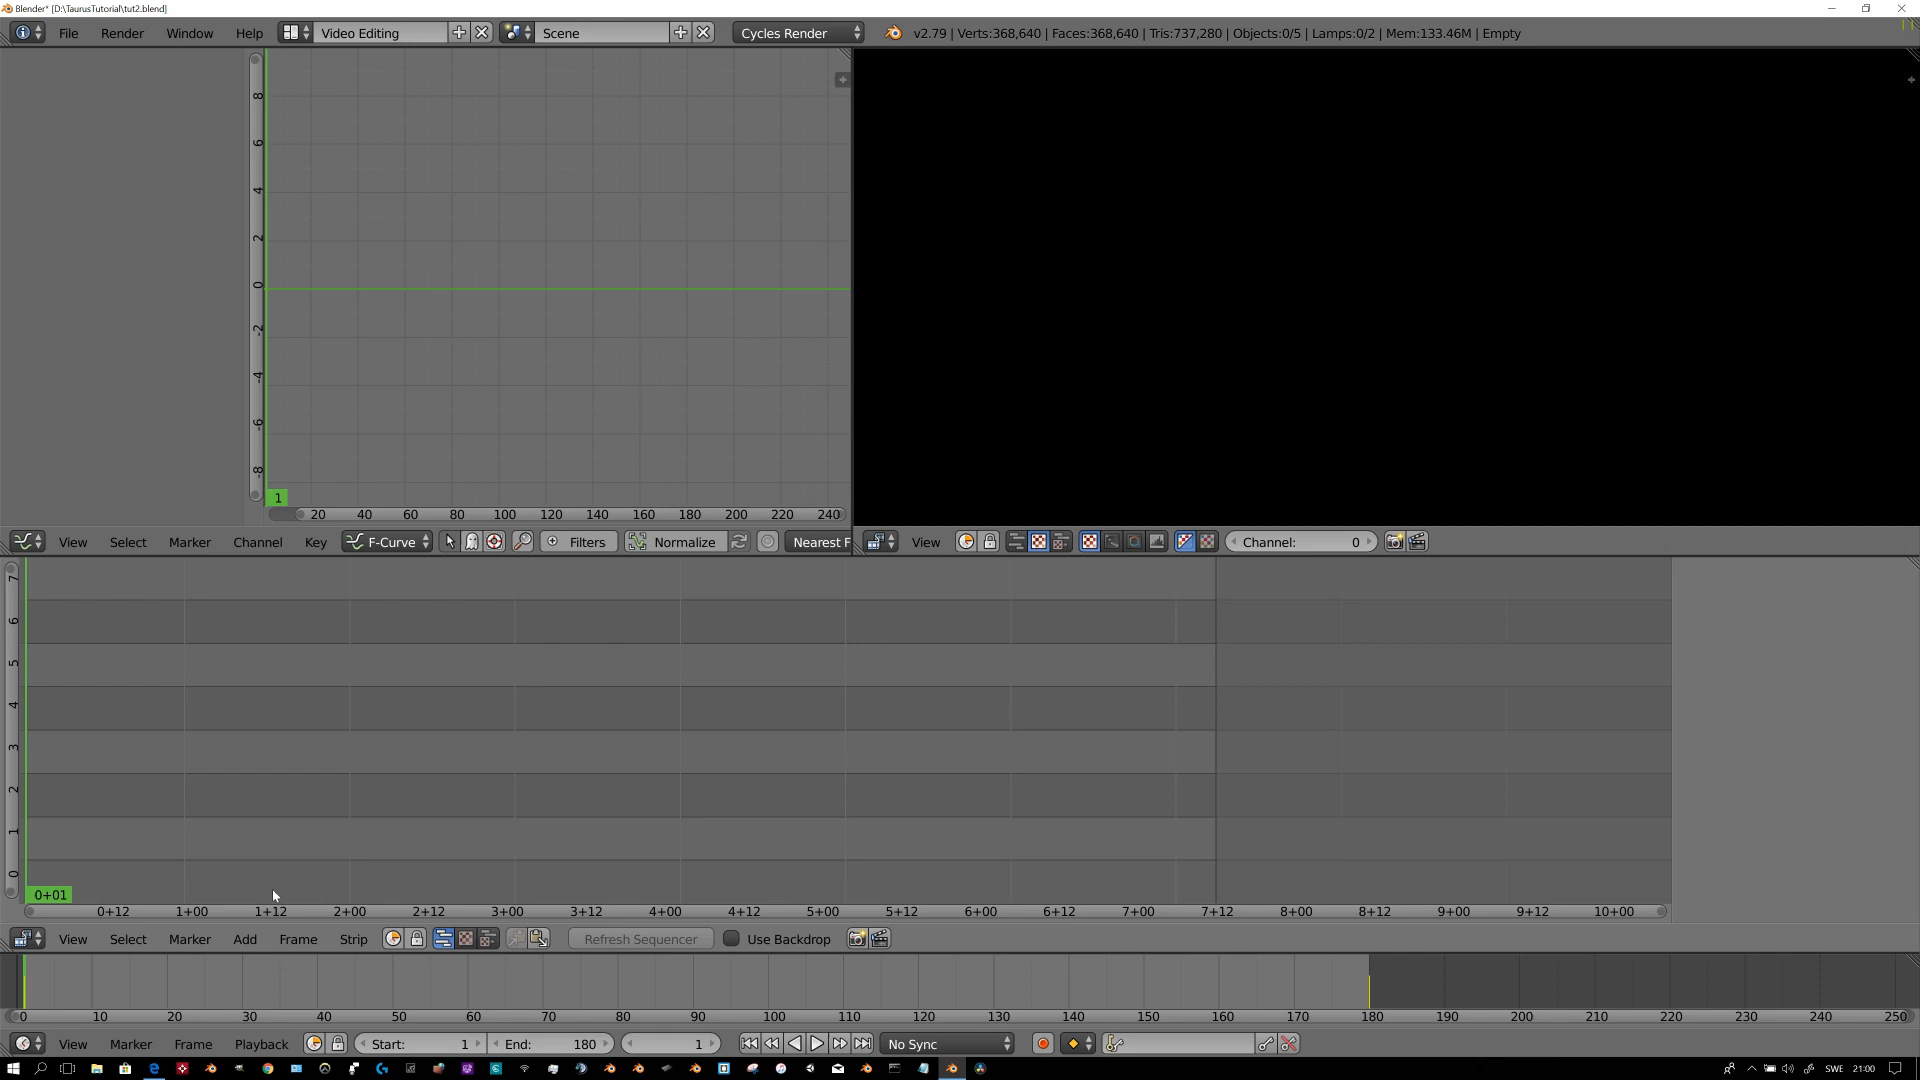 Blender* [D:\TaurusTutorial\tut2.blend]
File Render Window Help Video Editing Scene Cycles Render v2.79 | Verts:368,640 | Faces:368,640 | Tris:737,280 | Objects:0/5 | Lamps:0/2 | Mem:133.46M | Empty
8
6
4
2
0
-2
-4
-6
-8
1
20 40 60 80 100 120 140 160 180 200 220 240
View Select Marker Channel Key F-Curve Filters Normalize Nearest F
View Channel: 0
7
6
5
4
3
2
1
0
0+01
0+12 1+00 1+12 2+00 2+12 3+00 3+12 4+00 4+12 5+00 5+12 6+00 6+12 7+00 7+12 8+00 8+12 9+00 9+12 10+00
View Select Marker Add Frame Strip Refresh Sequencer Use Backdrop
0 10 20 30 40 50 60 70 80 90 100 110 120 130 140 150 160 170 180 190 200 210 220 230 240 250
View Marker Frame Playback Start: 1 End: 180 1 No Sync
SWE 21:00